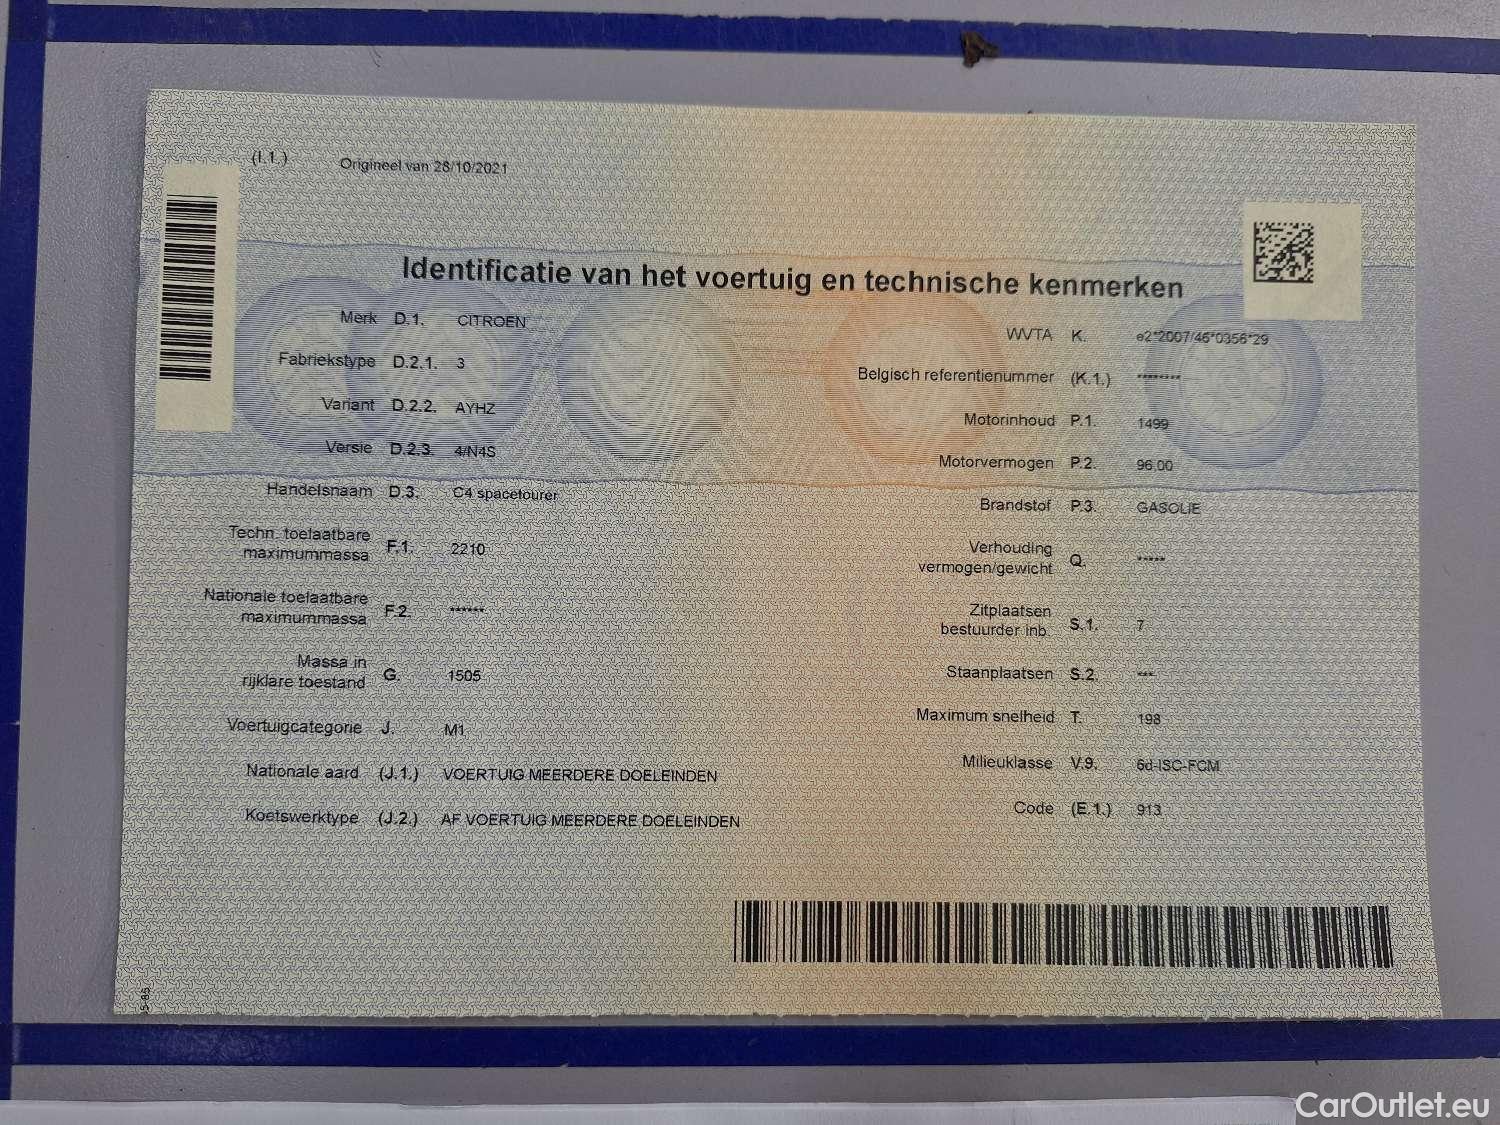 (I.1.) Origineel van 28/10/2021
Identificatie van het voertuig en technische kenmerken
Merk D.1. CITROEN
Fabriekstype D.2.1. 3
Variant D.2.2. AYHZ
Versie D.2.3. 4/N4S
Handelsnaam D.3. C4 spacetourer
Techn. toelaatbare
maximummassa F.1. 2210
Nationale toelaatbare
maximummassa F.2. ******
Massa in
rijklare toestand G. 1505
Voertuigcategorie J. M1
Nationale aard (J.1.) VOERTUIG MEERDERE DOELEINDEN
Koetswerktype (J.2.) AF VOERTUIG MEERDERE DOELEINDEN
WVTA K. e2*2007/46*0356*29
Belgisch referentienummer (K.1.) ********
Motorinhoud P.1. 1499
Motorvermogen P.2. 96.00
Brandstof P.3. GASOLIE
Verhouding
vermogen/gewicht Q. *****
Zitplaatsen
bestuurder inb. S.1. 7
Staanplaatsen S.2. ***
Maximum snelheid T. 198
Milieuklasse V.9. 6d-ISC-FCM
Code (E.1.) 913
CarOutlet.eu